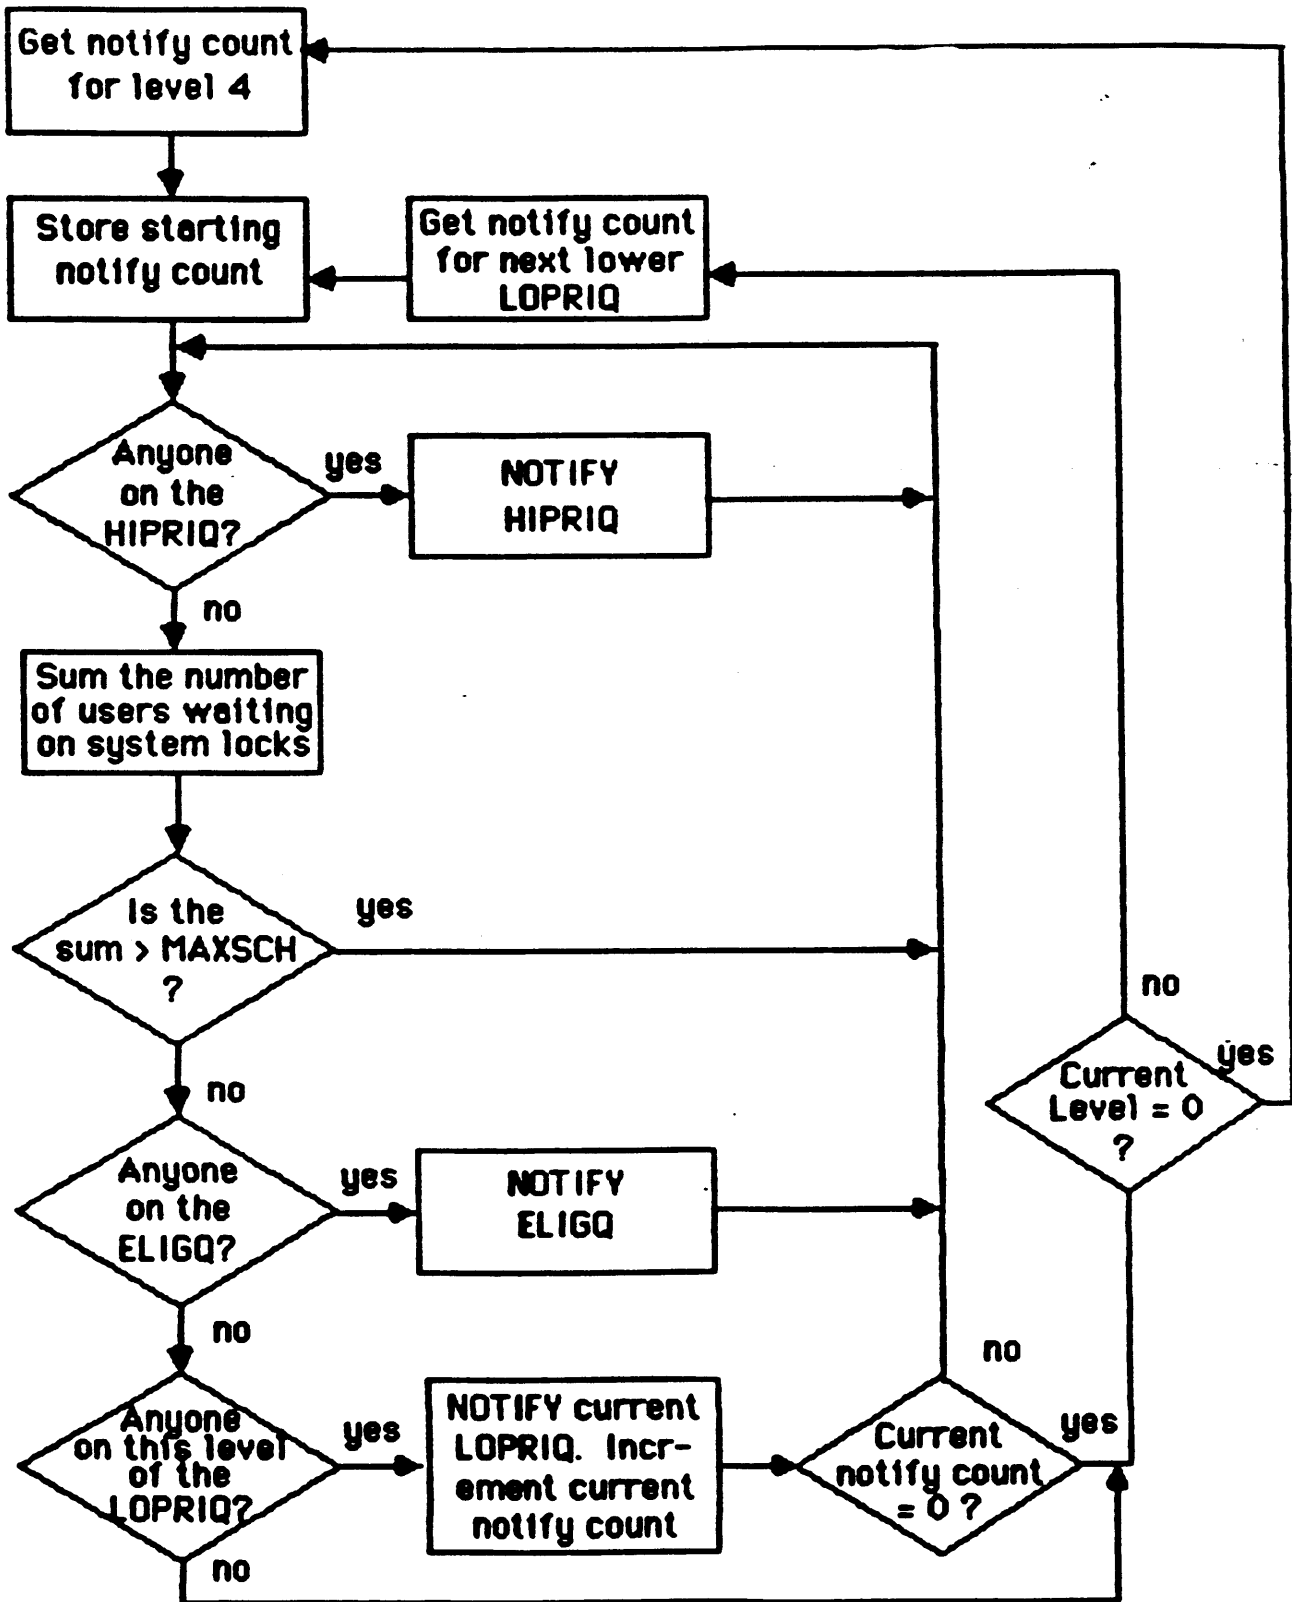 Get notify count
for level 4
Store starting
notify count
Get notify count
for next lower
LOPRIQ
Anyone
on the
HIPRIQ?
yes
NOTIFY
HIPRIQ
no
Sum the number
of users waiting
on system locks
Is the
sum > MAXSCH
?
yes
no
Current
Level = 0
?
yes
no
Anyone
on the
ELIGQ?
yes
NOTIFY
ELIGQ
no
Anyone
on this level
of the
LOPRIQ?
yes
NOTIFY current
LOPRIQ. Incr-
ement current
notify count
no
Current
notify count
= 0 ?
yes
no